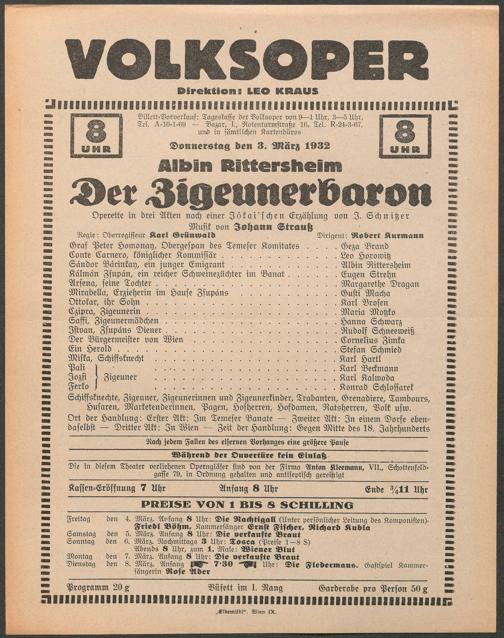 VOLKSOPER
Direktion: LEO KRAUS
8 UHR
Billett-Vorverkauf: Tageskasse der Volksoper von 9—1 Uhr, 3—5 Uhr,
Tel. A-10-1-69 — Bazar, I., Rotenturmstraße 16, Tel. R-24-3-67,
und in sämtlichen Kartenbüros
8 UHR
Donnerstag den 3. März 1932
Albin Rittersheim
Der Zigeunerbaron
Operette in drei Akten nach einer Jókai'schen Erzählung von J. Schnitzer
Musik von Johann Strauß
Regie: Oberregisseur Karl Grünwald Dirigent: Robert Kurmann
Graf Peter Homonay, Obergespan des Temeser Komitates . . . Geza Brand
Conte Carnero, königlicher Kommissär . . . Leo Horowitz
Sándor Bárinkay, ein junger Emigrant . . . Albin Rittersheim
Kálmán Zsupán, ein reicher Schweinezüchter im Banat . . . Eugen Strehn
Arsena, seine Tochter . . . Margarethe Dragan
Mirabella, Erzieherin im Hause Zsupáns . . . Gusti Macha
Ottokar, ihr Sohn . . . Karl Brosen
Czipra, Zigeunerin . . . Maria Motzko
Saffi, Zigeunermädchen . . . Hanna Schwarz
Istvan, Zsupáns Diener . . . Rudolf Schneeweiß
Der Bürgermeister von Wien . . . Cornelius Zimka
Ein Herold . . . Stefan Schmied
Miska, Schiffsknecht . . . Karl Hartl
Pali . . . Karl Beckmann
Jozsi } Zigeuner . . . Karl Kalwoda
Ferko . . . Konrad Schlossarek
Schiffsknechte, Zigeuner, Zigeunerinnen und Zigeunerkinder, Trabanten, Grenadiere, Tambours,
Husaren, Marketenderinnen, Pagen, Hofherren, Hofdamen, Ratsherren, Volk usw.
Ort der Handlung: Erster Akt: Im Temeser Banate — Zweiter Akt: In einem Dorfe eben-
daselbst — Dritter Akt: In Wien — Zeit der Handlung: Gegen Mitte des 18. Jahrhunderts
Nach jedem Fallen des eisernen Vorhanges eine größere Pause
Während der Ouvertüre kein Einlaß
Die in diesem Theater verliehenen Operngläser sind von der Firma Anton Kleemann, VII., Schottenfeld-
gasse 79, in Ordnung gehalten und antiseptisch gereinigt
Kassen-Eröffnung 7 Uhr Anfang 8 Uhr Ende ¾11 Uhr
PREISE VON 1 BIS 8 SCHILLING
Freitag den 4. März, Anfang 8 Uhr: Die Nachtigall (Unter persönlicher Leitung des Komponisten)
Friedl Böhm, Kammersänger Ernst Fischer, Richard Kubla
Samstag den 5. März, Anfang 8 Uhr: Die verkaufte Braut
Sonntag den 6. März, Nachmittags 3 Uhr: Tosca (Preise 1—8 S)
Abends 8 Uhr, zum 1. Male: Wiener Blut
Montag den 7. März, Anfang 8 Uhr: Die verkaufte Braut
Dienstag den 8. März, Anfang 7·30 Uhr: Die Fledermaus. Gastspiel Kammer-
sängerin Rose Ader
Programm 20 g Büfett im I. Rang Garderobe pro Person 50 g
„Elbemühl“, Wien IX.